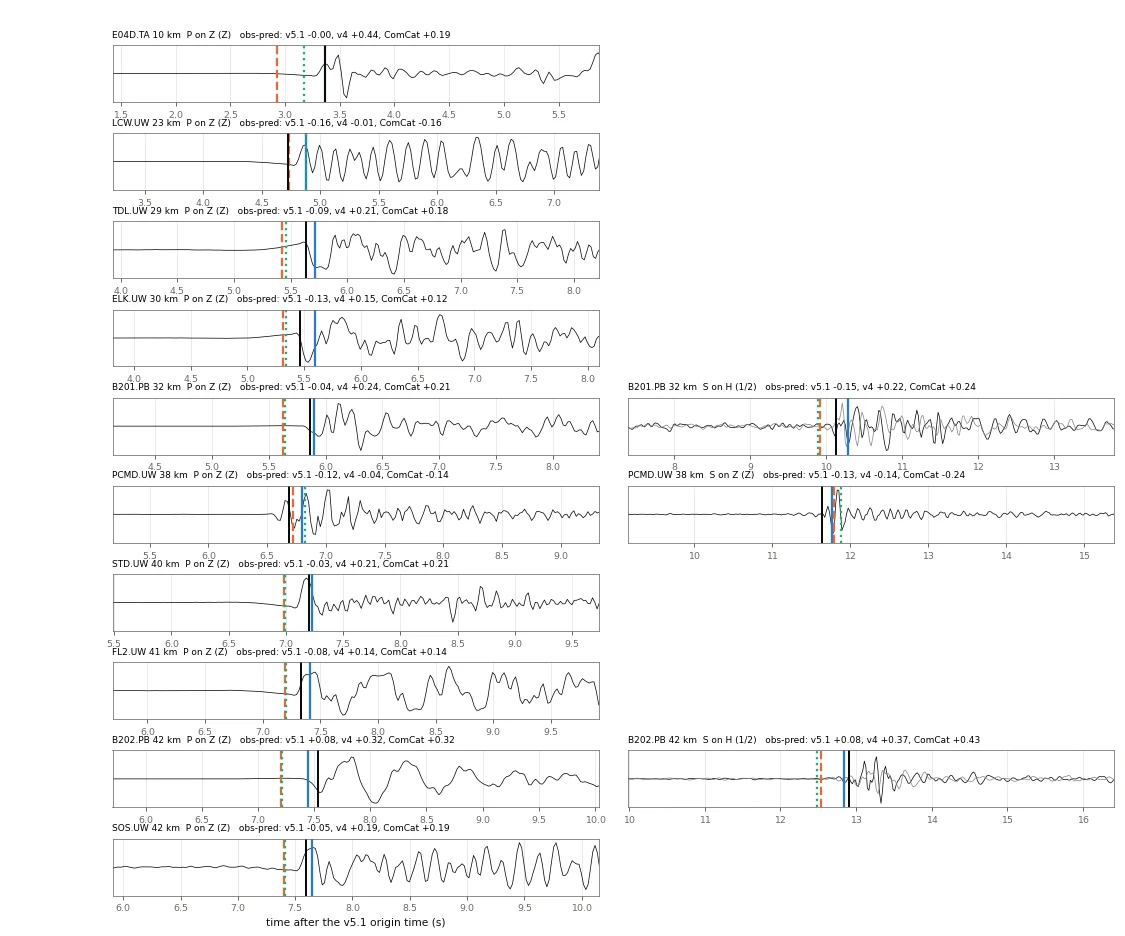 E04D.TA 10 km P on Z (Z) obs-pred: v5.1 -0.00, v4 +0.44, ComCat +0.19
1.5 2.0 2.5 3.0 3.5 4.0 4.5 5.0 5.5
LCW.UW 23 km P on Z (Z) obs-pred: v5.1 -0.16, v4 -0.01, ComCat -0.16
3.5 4.0 4.5 5.0 5.5 6.0 6.5 7.0
TDL.UW 29 km P on Z (Z) obs-pred: v5.1 -0.09, v4 +0.21, ComCat +0.18
4.0 4.5 5.0 5.5 6.0 6.5 7.0 7.5 8.0
ELK.UW 30 km P on Z (Z) obs-pred: v5.1 -0.13, v4 +0.15, ComCat +0.12
4.0 4.5 5.0 5.5 6.0 6.5 7.0 7.5 8.0
B201.PB 32 km P on Z (Z) obs-pred: v5.1 -0.04, v4 +0.24, ComCat +0.21
4.5 5.0 5.5 6.0 6.5 7.0 7.5 8.0
B201.PB 32 km S on H (1/2) obs-pred: v5.1 -0.15, v4 +0.22, ComCat +0.24
8 9 10 11 12 13
PCMD.UW 38 km P on Z (Z) obs-pred: v5.1 -0.12, v4 -0.04, ComCat -0.14
5.5 6.0 6.5 7.0 7.5 8.0 8.5 9.0
PCMD.UW 38 km S on Z (Z) obs-pred: v5.1 -0.13, v4 -0.14, ComCat -0.24
10 11 12 13 14 15
STD.UW 40 km P on Z (Z) obs-pred: v5.1 -0.03, v4 +0.21, ComCat +0.21
5.5 6.0 6.5 7.0 7.5 8.0 8.5 9.0 9.5
FL2.UW 41 km P on Z (Z) obs-pred: v5.1 -0.08, v4 +0.14, ComCat +0.14
6.0 6.5 7.0 7.5 8.0 8.5 9.0 9.5
B202.PB 42 km P on Z (Z) obs-pred: v5.1 +0.08, v4 +0.32, ComCat +0.32
6.0 6.5 7.0 7.5 8.0 8.5 9.0 9.5 10.0
B202.PB 42 km S on H (1/2) obs-pred: v5.1 +0.08, v4 +0.37, ComCat +0.43
10 11 12 13 14 15 16
SOS.UW 42 km P on Z (Z) obs-pred: v5.1 -0.05, v4 +0.19, ComCat +0.19
6.0 6.5 7.0 7.5 8.0 8.5 9.0 9.5 10.0
time after the v5.1 origin time (s)